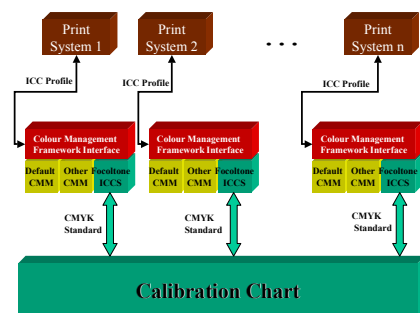 Print
System 1
Print
System 2
. . .
Print
System n
ICC Profile
ICC Profile
ICC Profile
Colour Management
Framework Interface
Colour Management
Framework Interface
Colour Management
Framework Interface
Default
CMM
Other
CMM
Focoltone
ICCS
Default
CMM
Other
CMM
Focoltone
ICCS
Default
CMM
Other
CMM
Focoltone
ICCS
CMYK
Standard
CMYK
Standard
CMYK
Standard
Calibration Chart